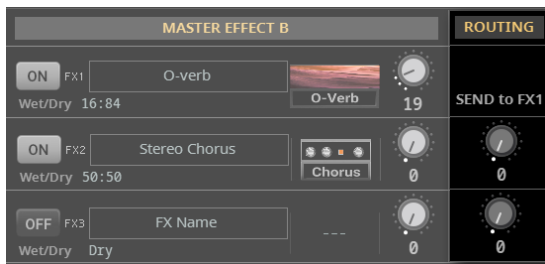 MASTER EFFECT B ROUTING
ON FX1 O-verb O-Verb
Wet/Dry 16:84 19 SEND to FX1
ON FX2 Stereo Chorus Chorus
Wet/Dry 50:50 0 0
OFF FX3 FX Name ---
Wet/Dry Dry 0 0